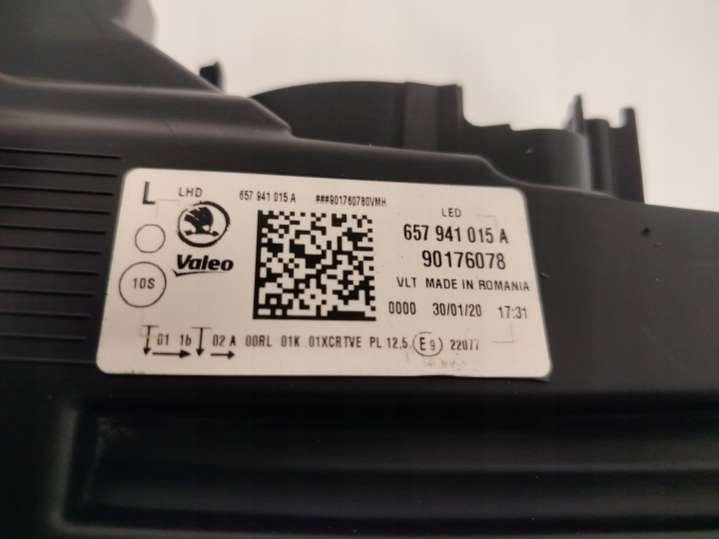 L LHD 657 941 015 A ###901760780VMH
Valeo
10S
LED
657 941 015 A
90176078
VLT MADE IN ROMANIA
0000 30/01/20 17:31
01 1b 02 A 00RL 01K 01XCRTVE PL 12,5 E9 22077